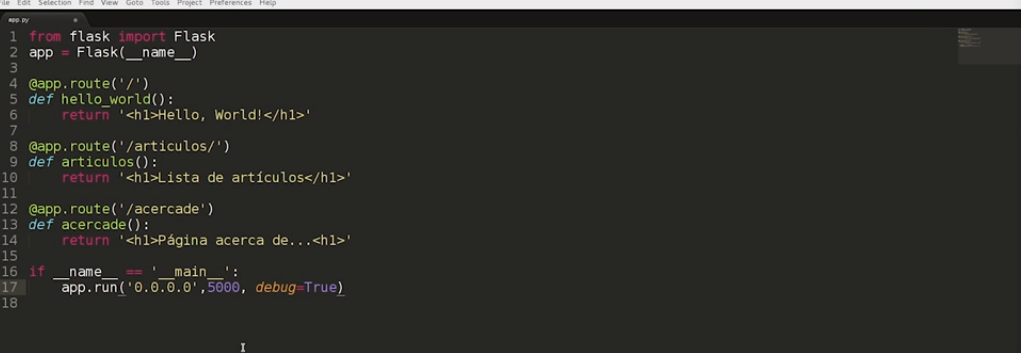 File Edit Selection Find View Goto Tools Project Preferences Help
app.py
1 from flask import Flask
2 app = Flask(__name__)
3
4 @app.route('/')
5 def hello_world():
6     return '<h1>Hello, World!</h1>'
7
8 @app.route('/articulos/')
9 def articulos():
10     return '<h1>Lista de artículos</h1>'
11
12 @app.route('/acercade')
13 def acercade():
14     return '<h1>Página acerca de...<h1>'
15
16 if __name__ == '__main__':
17     app.run('0.0.0.0',5000, debug=True)
18